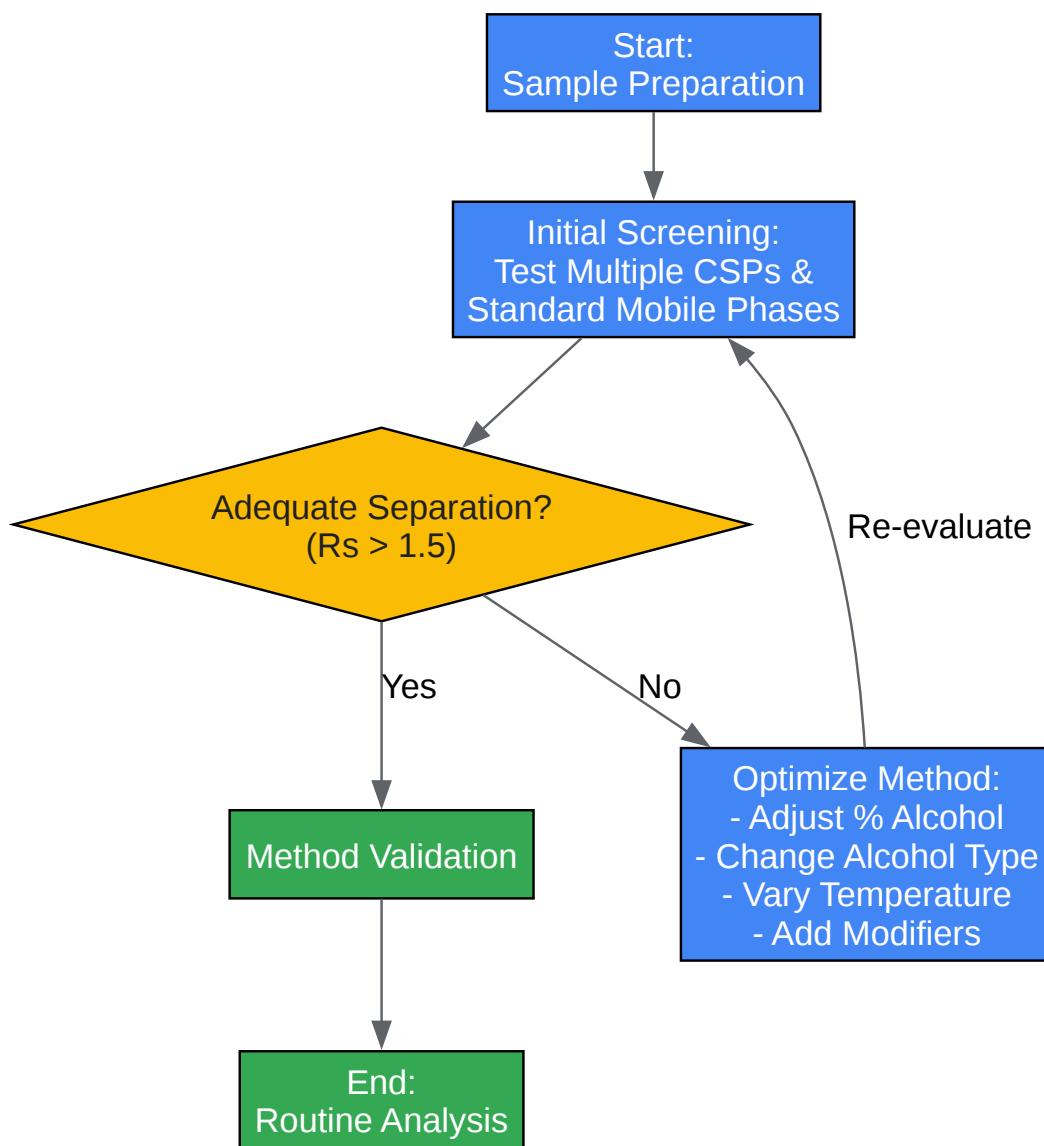 Start:
Sample Preparation
Initial Screening:
Test Multiple CSPs &
Standard Mobile Phases
Adequate Separation?
(Rs > 1.5)
Re-evaluate
Yes
No
Optimize Method:
- Adjust % Alcohol
- Change Alcohol Type
- Vary Temperature
- Add Modifiers
Method Validation
End:
Routine Analysis